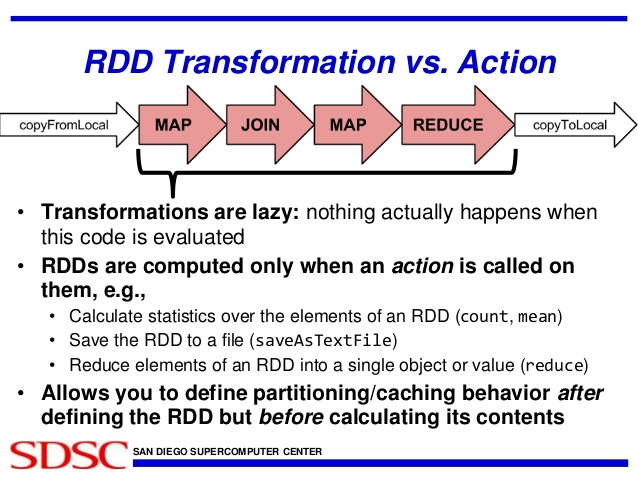 RDD Transformation vs. Action
copyFromLocal MAP JOIN MAP REDUCE copyToLocal
• Transformations are lazy: nothing actually happens when
this code is evaluated
• RDDs are computed only when an action is called on
them, e.g.,
• Calculate statistics over the elements of an RDD (count, mean)
• Save the RDD to a file (saveAsTextFile)
• Reduce elements of an RDD into a single object or value (reduce)
• Allows you to define partitioning/caching behavior after
defining the RDD but before calculating its contents
SDSC SAN DIEGO SUPERCOMPUTER CENTER